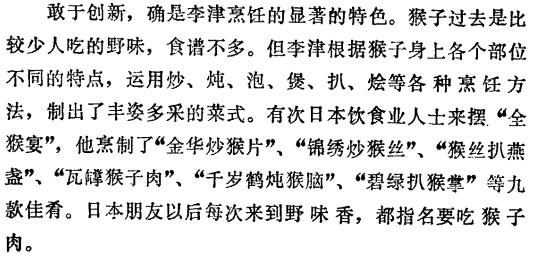 敢于创新，确是李津烹饪的显著的特色。猴子过去是比
较少人吃的野味，食谱不多。但李津根据猴子身上各个部位
不同的特点，运用炒、炖、泡、煲、扒、烩等各种烹饪方
法，制出了丰姿多采的菜式。有次日本饮食业人士来摆“全
猴宴”，他烹制了“金华炒猴片”、“锦绣炒猴丝”、“猴丝扒燕
盏”、“瓦罉猴子肉”、“千岁鹤炖猴脑”、“碧绿扒猴掌”等九
款佳肴。日本朋友以后每次来到野味香，都指名要吃猴子
肉。